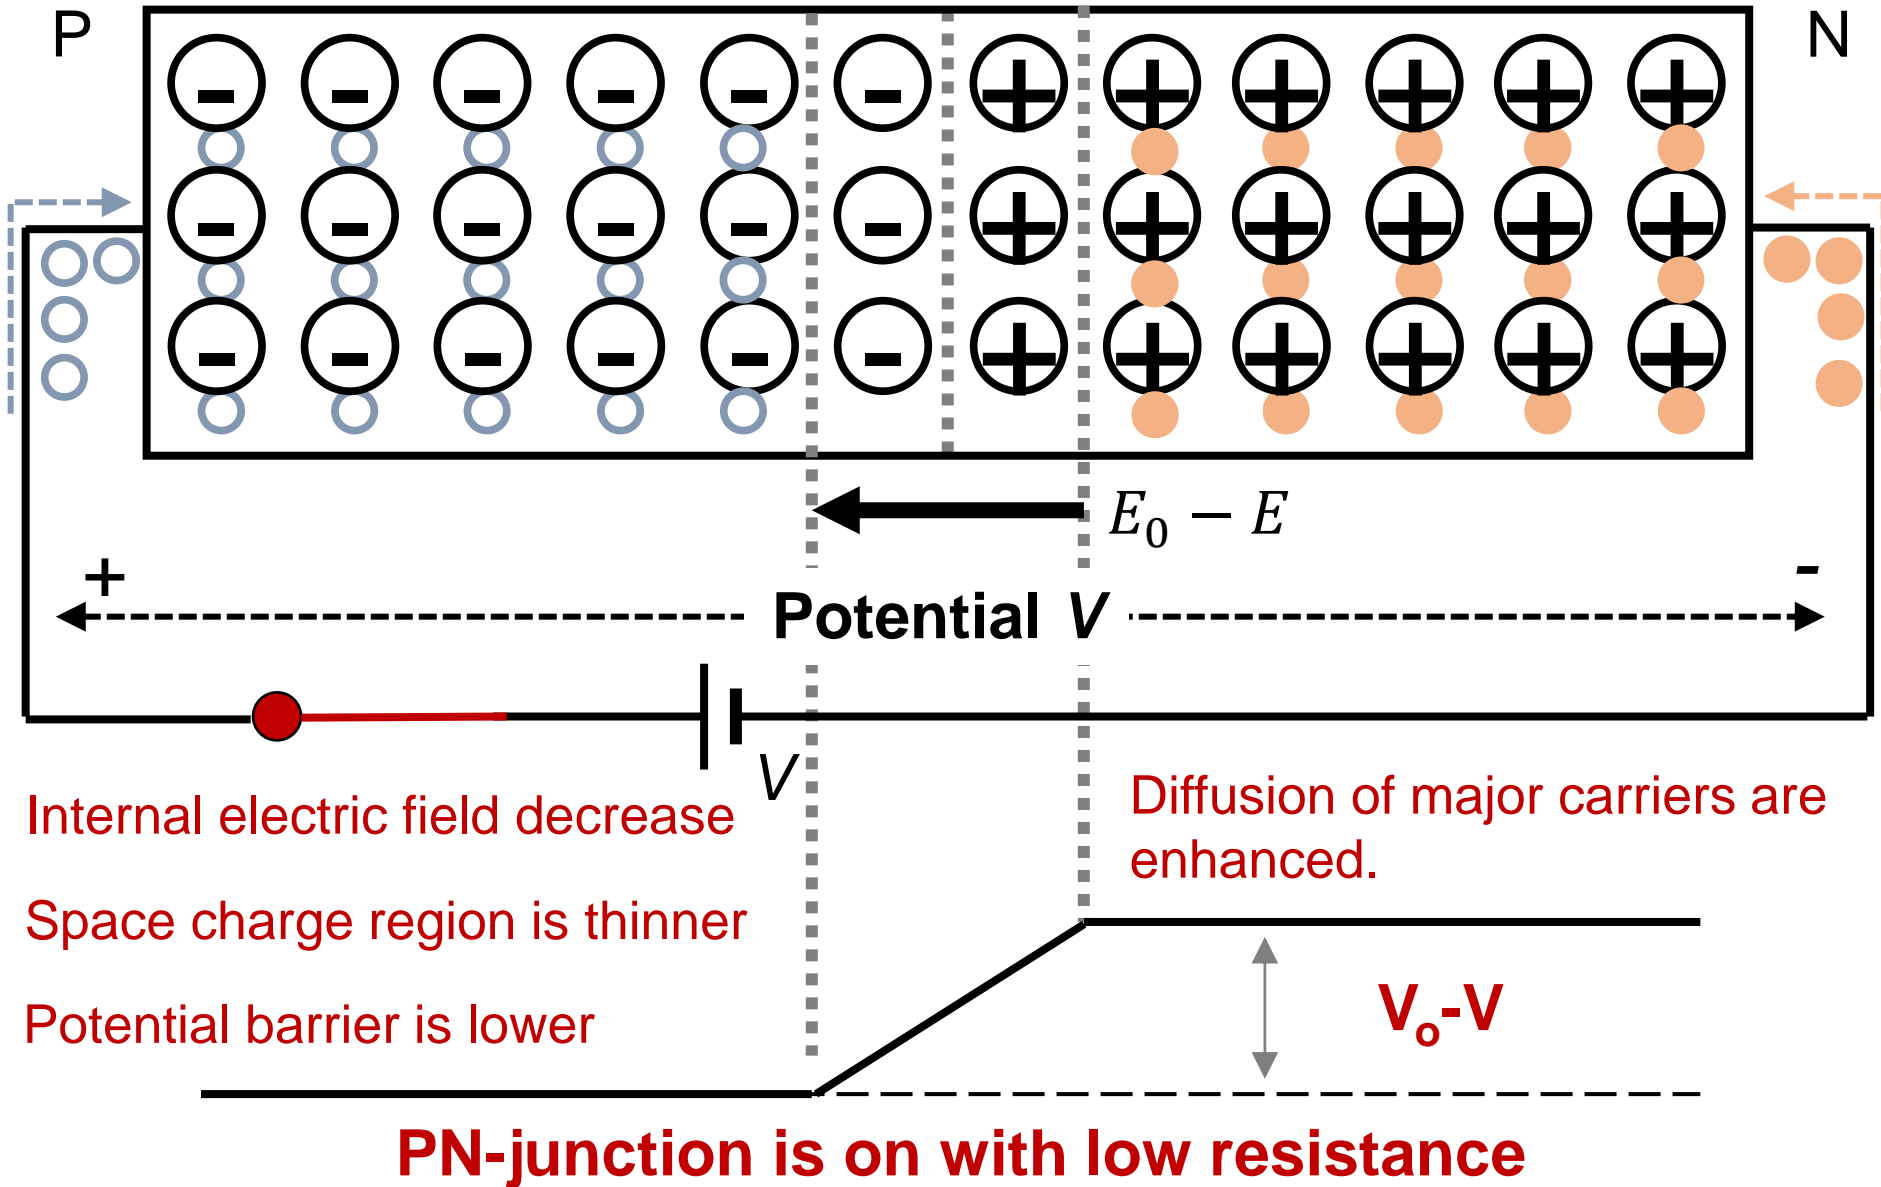 P
N
E₀ − E
+
-
Potential V
V
Internal electric field decrease
Diffusion of major carriers are
enhanced.
Space charge region is thinner
Potential barrier is lower
Vₒ-V
PN-junction is on with low resistance